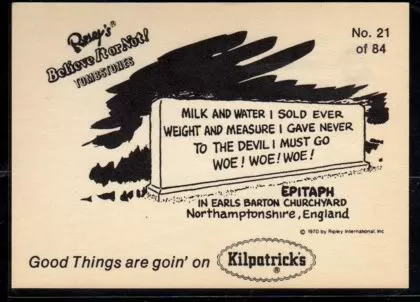 Ripley's®
Believe It or Not!
TOMBSTONES
No. 21
of 84
MILK AND WATER I SOLD EVER
WEIGHT AND MEASURE I GAVE NEVER
TO THE DEVIL I MUST GO
WOE! WOE! WOE!
EPITAPH
IN EARLS BARTON CHURCHYARD
Northamptonshire, England
© 1970 by Ripley International, Inc
Good Things are goin' on
Kilpatrick's
®